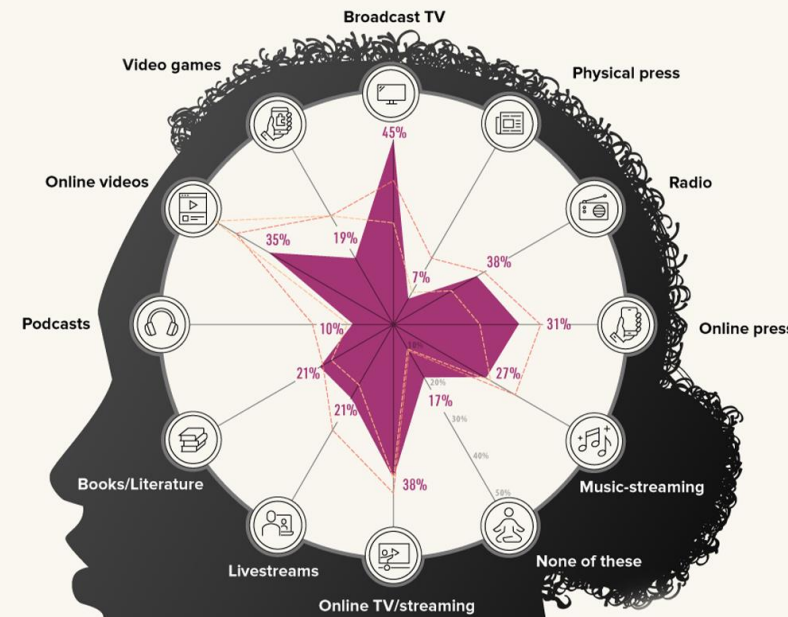 Broadcast TV
Video games
Physical press
45%
Online videos
Radio
35%
19%
38%
7%
Podcasts
10%
31%
Online press
10%
21%
27%
20%
21%
17%
30%
40%
Books/Literature
38%
Music-streaming
50%
None of these
Livestreams
Online TV/streaming